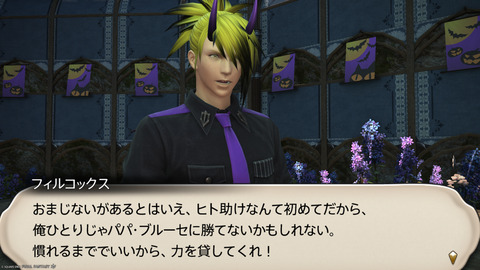 フィルコックス
おまじないがあるとはいえ、ヒト助けなんて初めてだから、
俺ひとりじゃパパ・ブルーセに勝てないかもしれない。
慣れるまででいいから、力を貸してくれ！